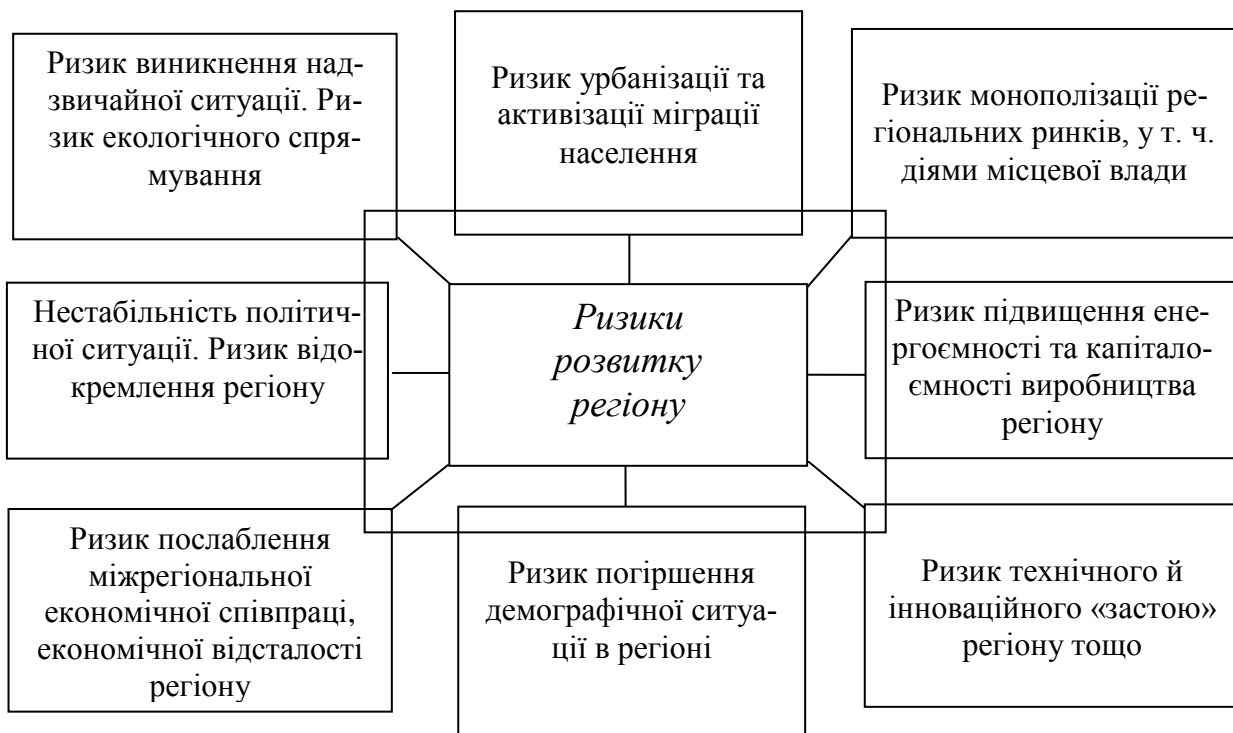 Ризик виникнення над-
звичайної ситуації. Ри-
зик екологічного спря-
мування
Ризик урбанізації та
активізації міграції
населення
Ризик монополізації ре-
гіональних ринків, у т. ч.
діями місцевої влади
Нестабільність політич-
ної ситуації. Ризик відо-
кремлення регіону
Ризики
розвитку
регіону
Ризик підвищення ене-
ргоємності та капітало-
ємності виробництва
регіону
Ризик послаблення
міжрегіональної
економічної співпраці,
економічної відсталості
регіону
Ризик погіршення
демографічної ситуа-
ції в регіоні
Ризик технічного й
інноваційного «застою»
регіону тощо